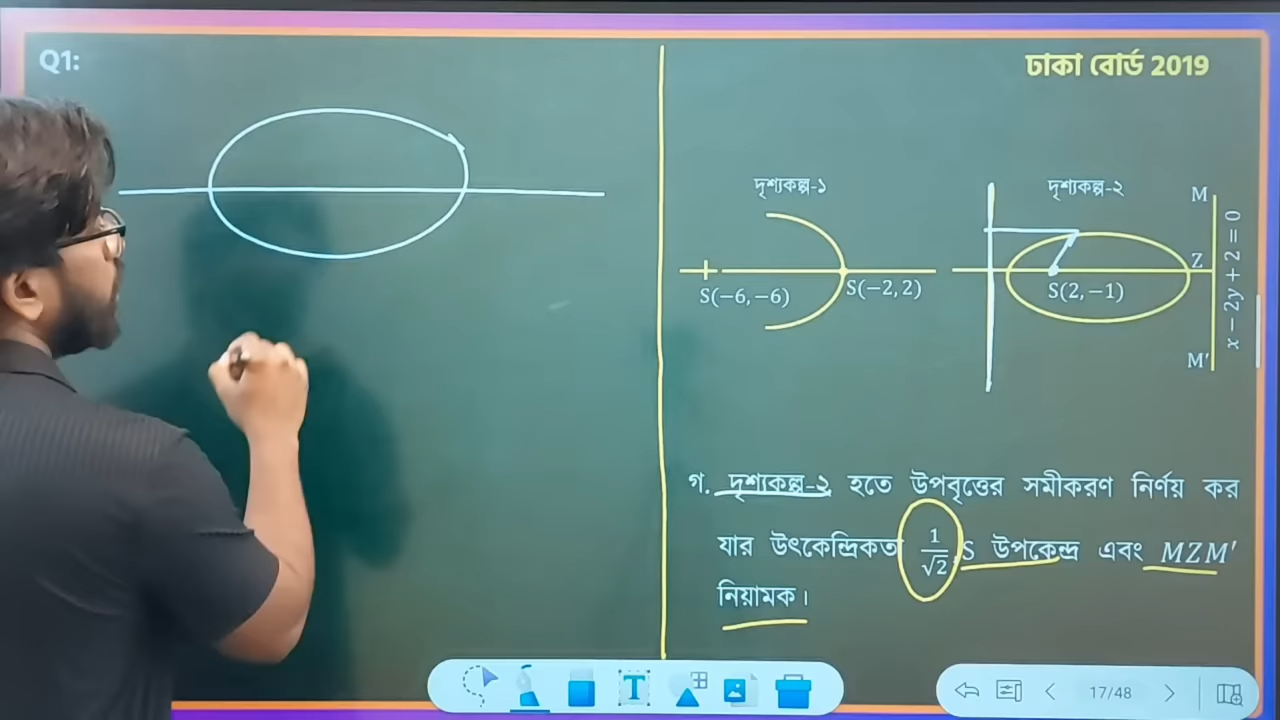 Q1:
ঢাকা বোর্ড 2019
দৃশ্যকল্প-১
S(−6, −6)
S(−2, 2)
দৃশ্যকল্প-২
M
Z
S(2, −1)
M′
x − 2y + 2 = 0
গ. দৃশ্যকল্প-২ হতে উপবৃত্তের সমীকরণ নির্ণয় কর
যার উৎকেন্দ্রিকতা 1/√2, S উপকেন্দ্র এবং MZM′
নিয়ামক।
T
17/48